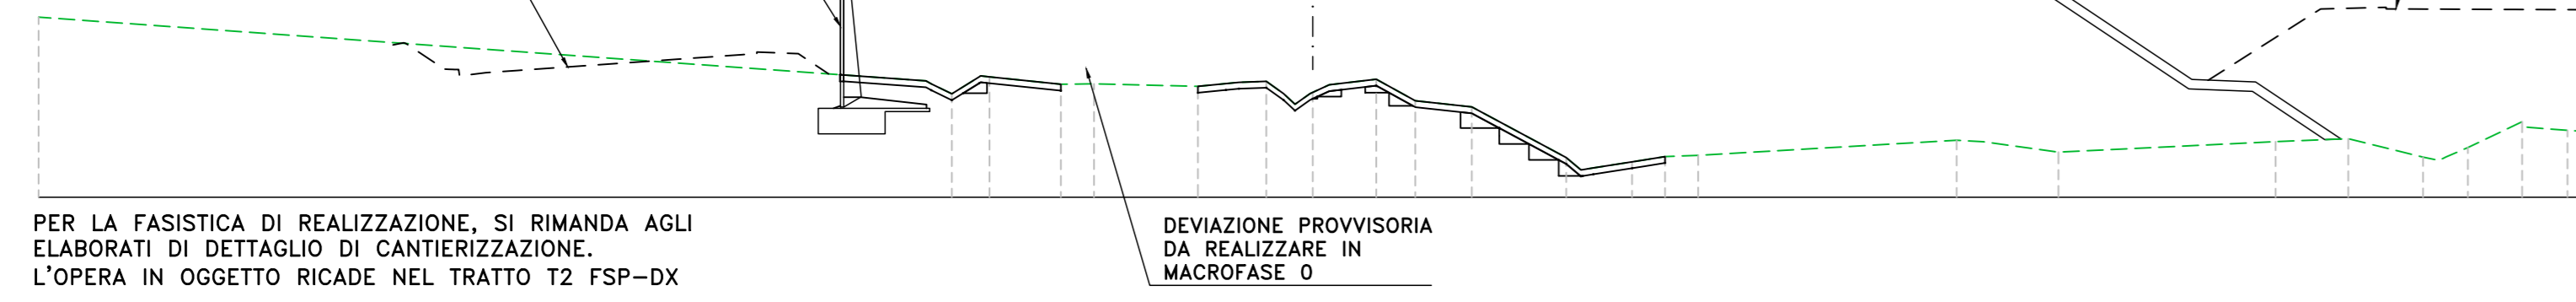 PER LA FASISTICA DI REALIZZAZIONE, SI RIMANDA AGLI
ELABORATI DI DETTAGLIO DI CANTIERIZZAZIONE.
L'OPERA IN OGGETTO RICADE NEL TRATTO T2 FSP-DX
DEVIAZIONE PROVVISORIA
DA REALIZZARE IN
MACROFASE 0